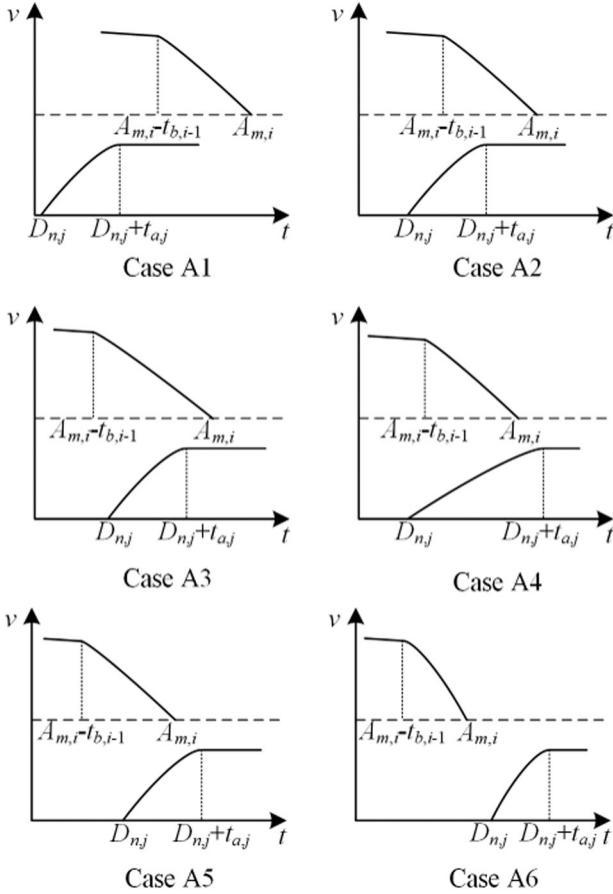 v v
A_{m,i}-t_{b,i-1} A_{m,i} A_{m,i}-t_{b,i-1} A_{m,i}
D_{n,j} D_{n,j}+t_{a,j} t D_{n,j} D_{n,j}+t_{a,j} t
Case A1 Case A2
v v
A_{m,i}-t_{b,i-1} A_{m,i} A_{m,i}-t_{b,i-1} A_{m,i}
D_{n,j} D_{n,j}+t_{a,j} t D_{n,j} D_{n,j}+t_{a,j} t
Case A3 Case A4
v v
A_{m,i}-t_{b,i-1} A_{m,i} A_{m,i}-t_{b,i-1} A_{m,i}
D_{n,j} D_{n,j}+t_{a,j} t D_{n,j} D_{n,j}+t_{a,j} t
Case A5 Case A6